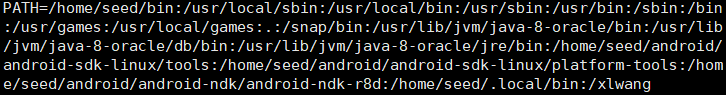 PATH=/home/seed/bin:/usr/local/sbin:/usr/local/bin:/usr/sbin:/usr/bin:/sbin:/bin
:/usr/games:/usr/local/games:.:/snap/bin:/usr/lib/jvm/java-8-oracle/bin:/usr/lib
/jvm/java-8-oracle/db/bin:/usr/lib/jvm/java-8-oracle/jre/bin:/home/seed/android/
android-sdk-linux/tools:/home/seed/android/android-sdk-linux/platform-tools:/hom
e/seed/android/android-ndk/android-ndk-r8d:/home/seed/.local/bin:/xlwang